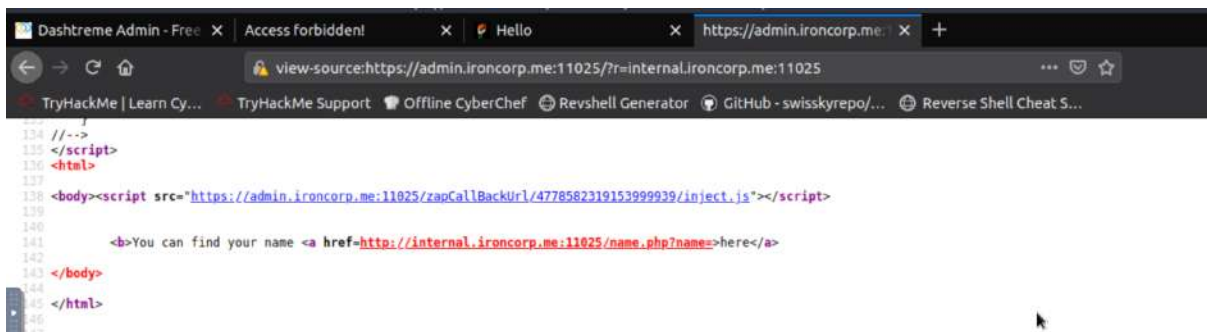 Dashtreme Admin - Free
Access forbidden!
Hello
https://admin.ironcorp.me:1
view-source:https://admin.ironcorp.me:11025/?r=internal.ironcorp.me:11025
TryHackMe | Learn Cy...
TryHackMe Support
Offline CyberChef
Revshell Generator
GitHub - swisskyrepo/...
Reverse Shell Cheat S...
}
134 //-->
135 </script>
136 <html>
137
138 <body><script src="https://admin.ironcorp.me:11025/zapCallBackUrl/4778582319153999939/inject.js"></script>
139
140
141 <b>You can find your name <a href=http://internal.ironcorp.me:11025/name.php?name=>here</a>
142
143 </body>
144
145 </html>
146